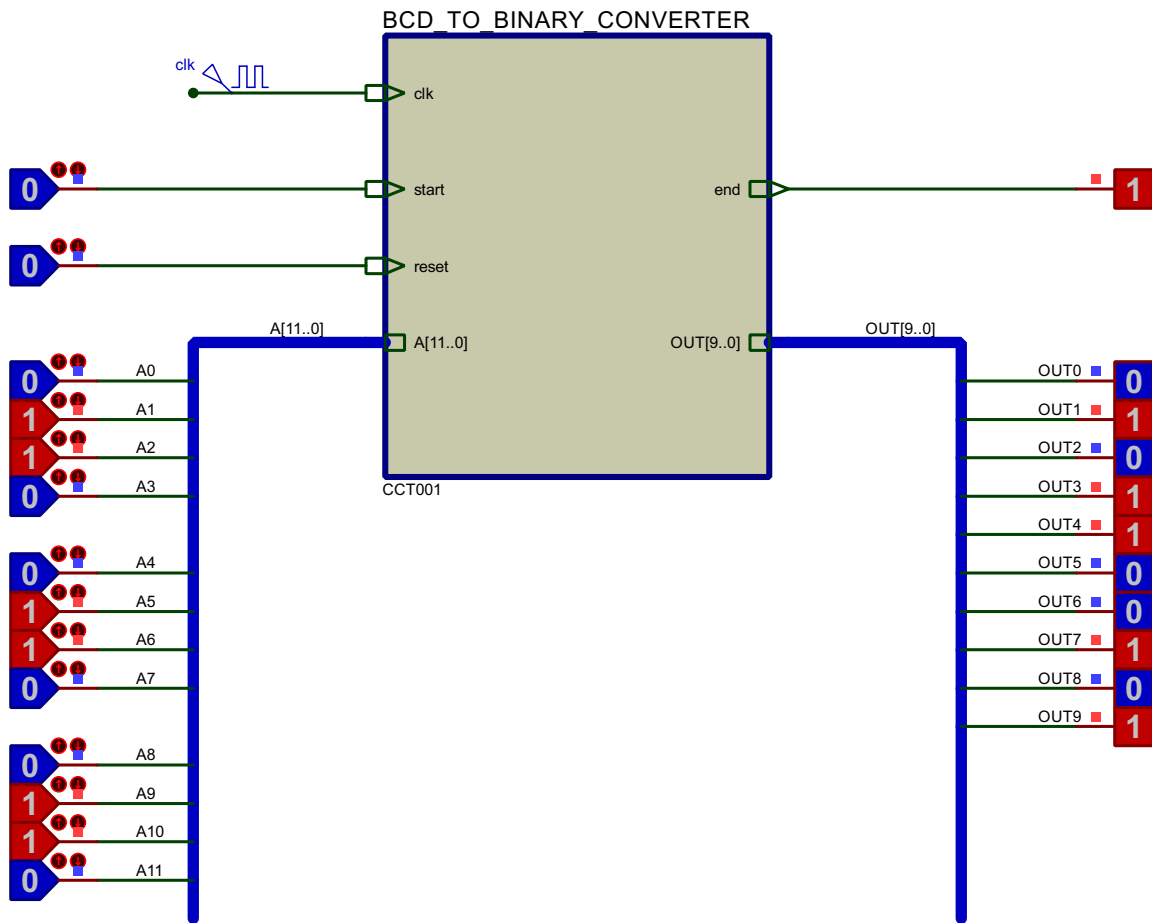 BCD_TO_BINARY_CONVERTER
clk
clk
0
start
end
1
0
reset
A[11..0]
A[11..0]
OUT[9..0]
OUT[9..0]
0
A0
OUT0
0
1
A1
OUT1
1
1
A2
OUT2
0
0
A3
OUT3
1
CCT001
OUT4
1
0
A4
OUT5
0
1
A5
OUT6
0
1
A6
OUT7
1
0
A7
OUT8
0
OUT9
1
0
A8
1
A9
1
A10
0
A11